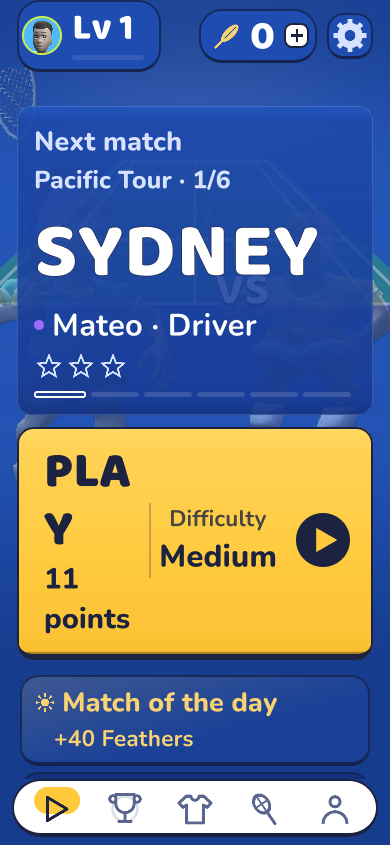 Lv 1
0
Next match
Pacific Tour · 1/6
SYDNEY
VS
Mateo · Driver
PLA
Y
11
points
Difficulty
Medium
Match of the day
+40 Feathers